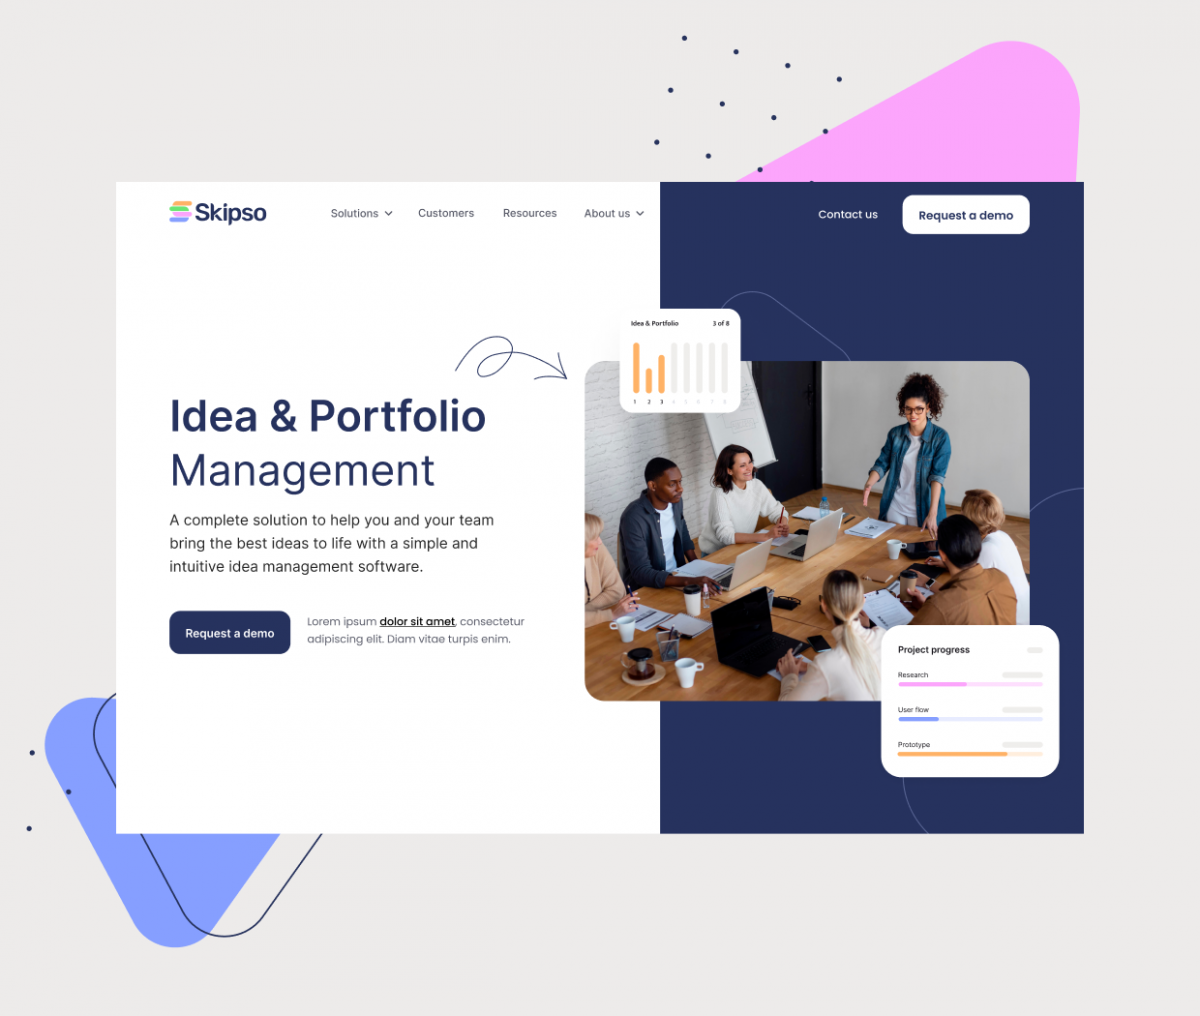 Skipso
Solutions
Customers
Resources
About us
Contact us
Request a demo
Idea & Portfolio
3 of 8
1 2 3 4 5 6 7 8
Idea & Portfolio
Management
A complete solution to help you and your team
bring the best ideas to life with a simple and
intuitive idea management software.
Request a demo
Lorem ipsum dolor sit amet, consectetur
adipiscing elit. Diam vitae turpis enim.
Project progress
Research
User flow
Prototype